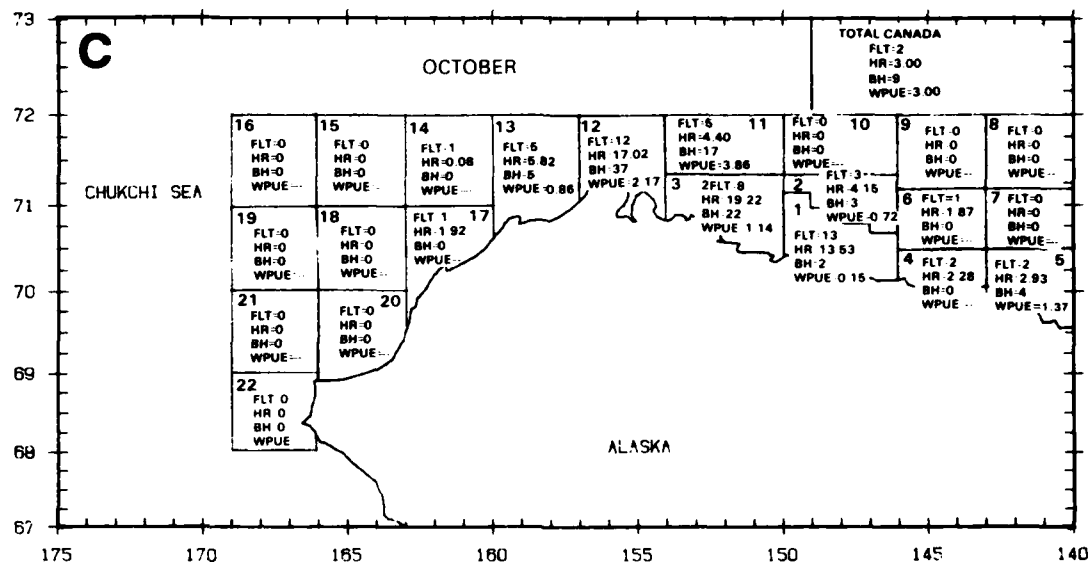 C
OCTOBER
TOTAL CANADA
FLT=2
HR=3.00
BH=9
WPUE=3.00
CHUKCHI SEA
ALASKA
16
FLT=0
HR=0
BH=0
WPUE=--
15
FLT=0
HR=0
BH=0
WPUE=--
14
FLT:1
HR=0.08
BH=0
WPUE=--
13
FLT:6
HR=5.82
BH=5
WPUE=0.86
12
FLT=12
HR 17.02
BH=37
WPUE=2 17
11
HR=4.40
BH=17
WPUE=3.86
10
FLT=0
HR=0
BH=0
WPUE=--
9
FLT:0
HR=0
BH=0
WPUE=--
8
FLT:0
HR=0
BH=0
WPUE=--
19
FLT=0
HR:0
BH=0
WPUE=--
18
FLT=0
HR:0
BH=0
WPUE=--
17
FLT 1
HR:1.92
BH=0
WPUE=--
3
HR 19 22
BH=22
WPUE 1 14
2
FLT:3
HR=4 15
BH=3
WPUE-0 72
1
FLT:13
HR 13 53
BH=2
WPUE 0 15
6
FLT=1
HR 1.87
BH=0
WPUE=--
7
FLT=0
HR=0
BH=0
WPUE=--
4
FLT:2
HR:2 28
BH=0
WPUE--
5
FLT:2
HR=2.93
BH=4
WPUE=1.37
21
FLT=0
HR=0
BH=0
WPUE=--
20
FLT=0
HR=0
BH=0
WPUE=--
22
FLT 0
HR 0
BH 0
WPUE
73
72
71
70
69
68
67
175 170 165 160 155 150 145 140